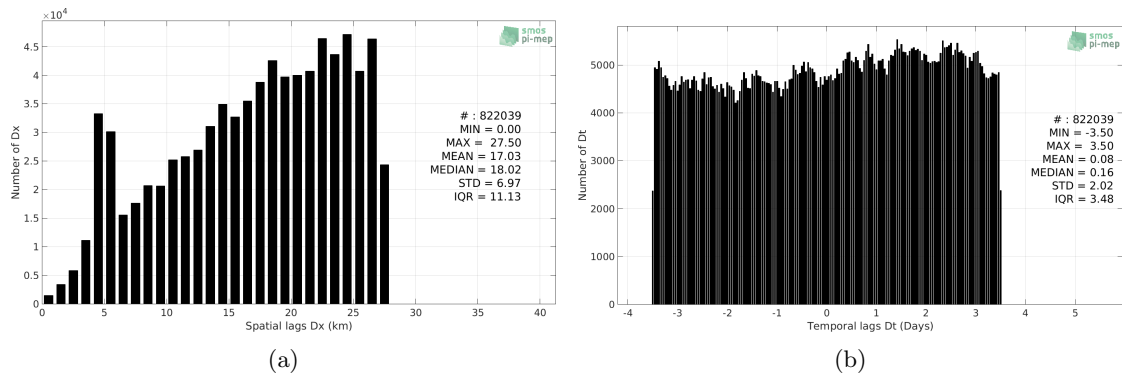 ×10⁴
4.5
4
3.5
3
2.5
2
1.5
1
0.5
0
Number of Dx
0 5 10 15 20 25 30 35 40
Spatial lags Dx (km)
smos
pi-mep
# : 822039
MIN = 0.00
MAX = 27.50
MEAN = 17.03
MEDIAN = 18.02
STD = 6.97
IQR = 11.13
(a)
5000
4000
3000
2000
1000
0
Number of Dt
-4 -3 -2 -1 0 1 2 3 4 5
Temporal lags Dt (Days)
smos
pi-mep
# : 822039
MIN = -3.50
MAX = 3.50
MEAN = 0.08
MEDIAN = 0.16
STD = 2.02
IQR = 3.48
(b)